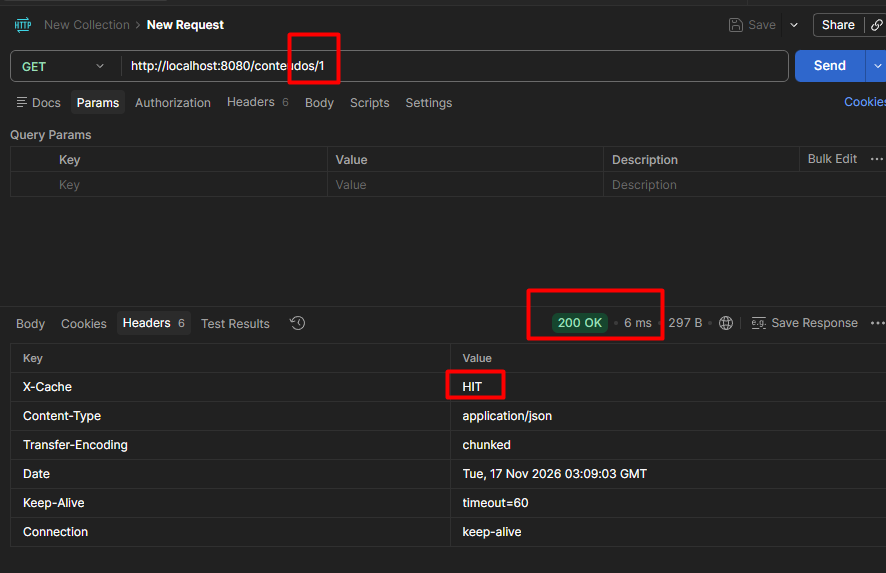 HTTP New Collection > New Request Save Share
GET http://localhost:8080/conteudos/1 Send
Docs Params Authorization Headers 6 Body Scripts Settings Cookies
Query Params
Key Value Description Bulk Edit ...
Key Value Description
Body Cookies Headers 6 Test Results 200 OK • 6 ms • 297 B • e.g. Save Response ...
Key Value
X-Cache HIT
Content-Type application/json
Transfer-Encoding chunked
Date Tue, 17 Nov 2026 03:09:03 GMT
Keep-Alive timeout=60
Connection keep-alive